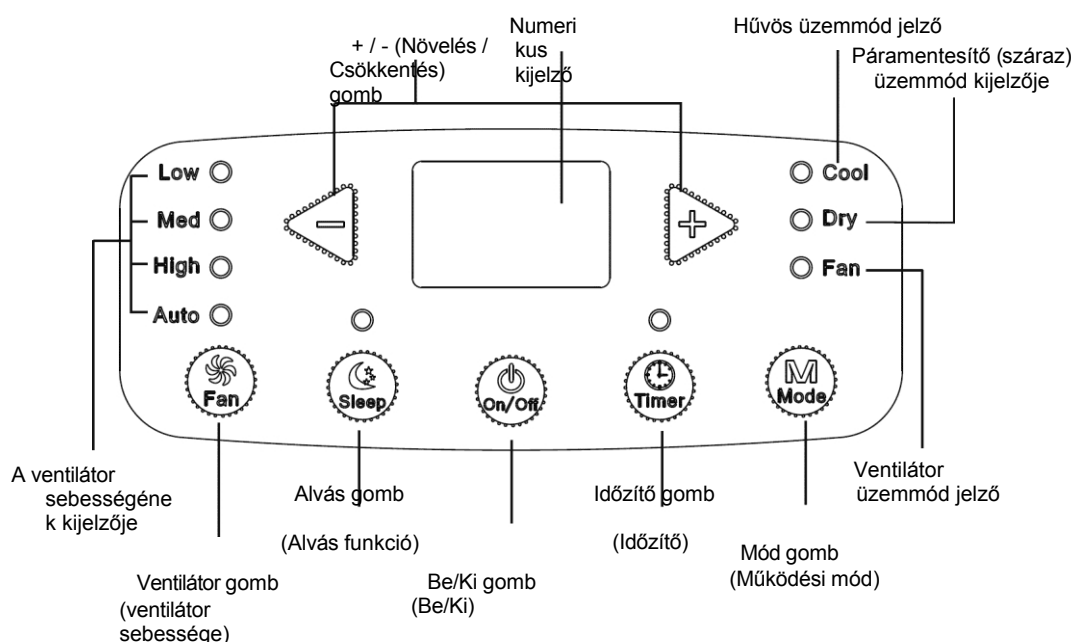 + / - (Növelés /
Csökkentés)
gomb
Numeri
kus
kijelző
Hűvös üzemmód jelző
Páramentesítő (száraz)
üzemmód kijelzője
Low
Med
High
Auto
Cool
Dry
Fan
Fan
Sleep
On/Off
Timer
M
Mode
A ventilátor
sebességéne
k kijelzője
Alvás gomb
(Alvás funkció)
Időzítő gomb
(Időzítő)
Ventilátor
üzemmód jelző
Ventilátor gomb
(ventilátor
sebessége)
Be/Ki gomb
(Be/Ki)
Mód gomb
(Működési mód)